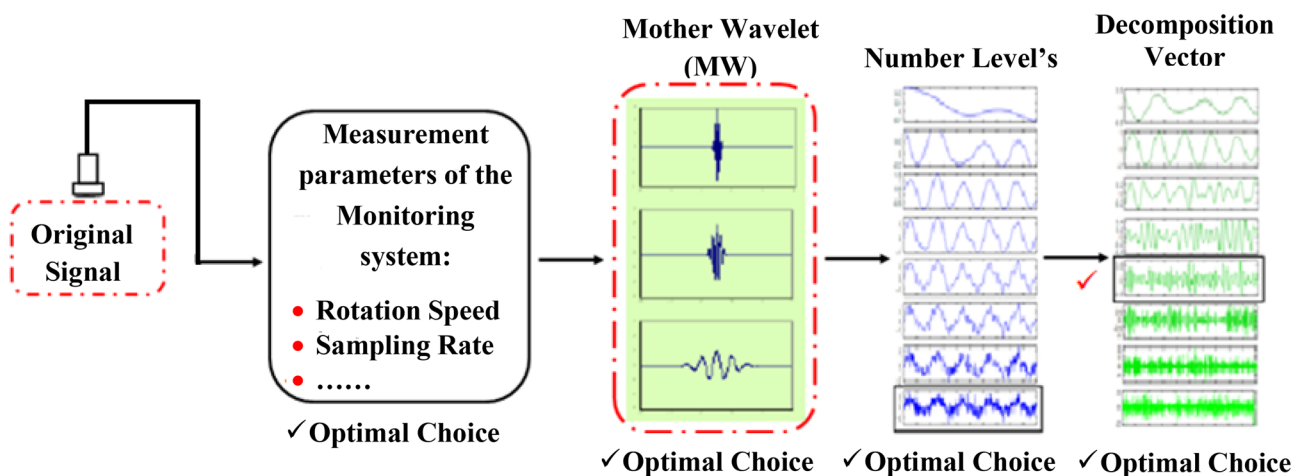 Original
Signal
Measurement
parameters of the
Monitoring
system:
• Rotation Speed
• Sampling Rate
• ……
✓Optimal Choice
Mother Wavelet
(MW)
✓Optimal Choice
Number Level’s
✓Optimal Choice
Decomposition
Vector
✓Optimal Choice